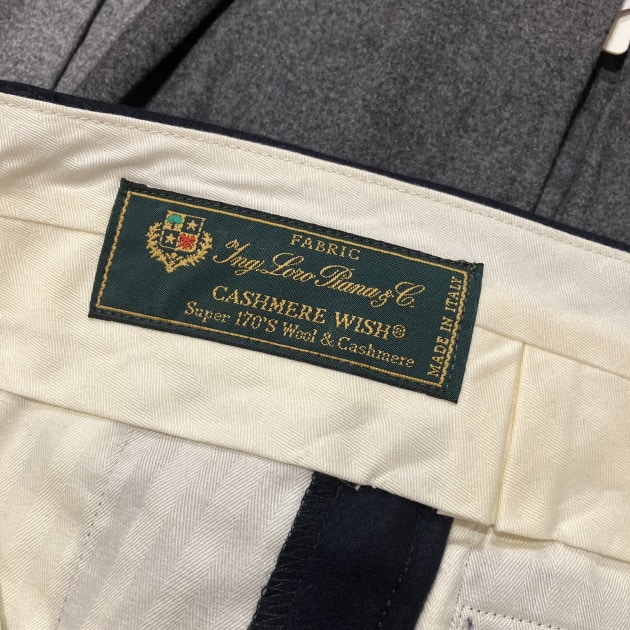 FABRIC
Ing. Loro Piana & C.
CASHMERE WISH®
Super 170'S Wool & Cashmere
MADE IN ITALY